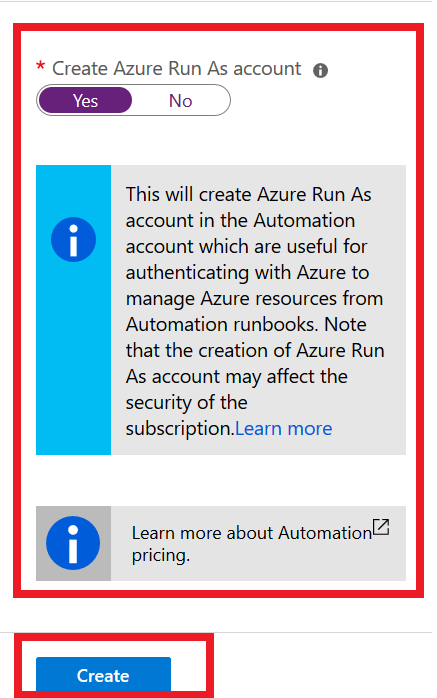 * Create Azure Run As account
Yes No
This will create Azure Run As
account in the Automation
account which are useful for
authenticating with Azure to
manage Azure resources from
Automation runbooks. Note
that the creation of Azure Run
As account may affect the
security of the
subscription.Learn more
Learn more about Automation
pricing.
Create